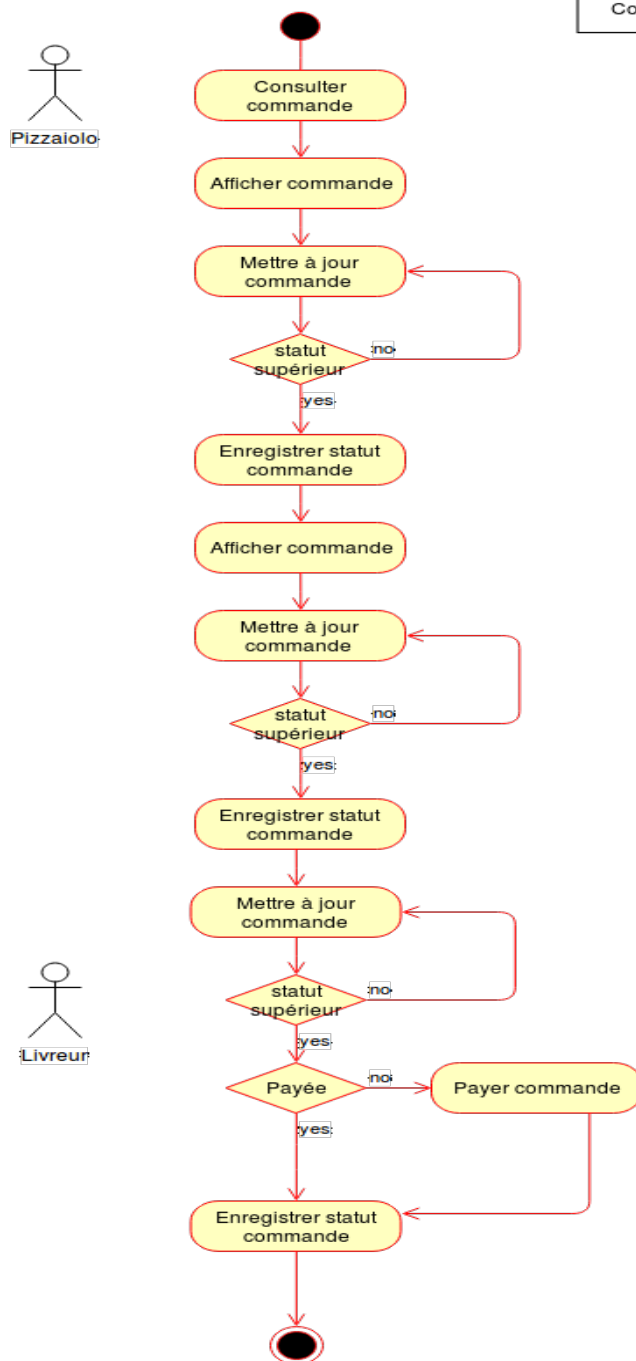 Co
Consulter
commande
Pizzaiolo
Afficher commande
Mettre à jour
commande
statut
supérieur
no
yes
Enregistrer statut
commande
Afficher commande
Mettre à jour
commande
statut
supérieur
no
yes
Enregistrer statut
commande
Mettre à jour
commande
statut
supérieur
no
Livreur
yes
Payée
no
Payer commande
yes
Enregistrer statut
commande